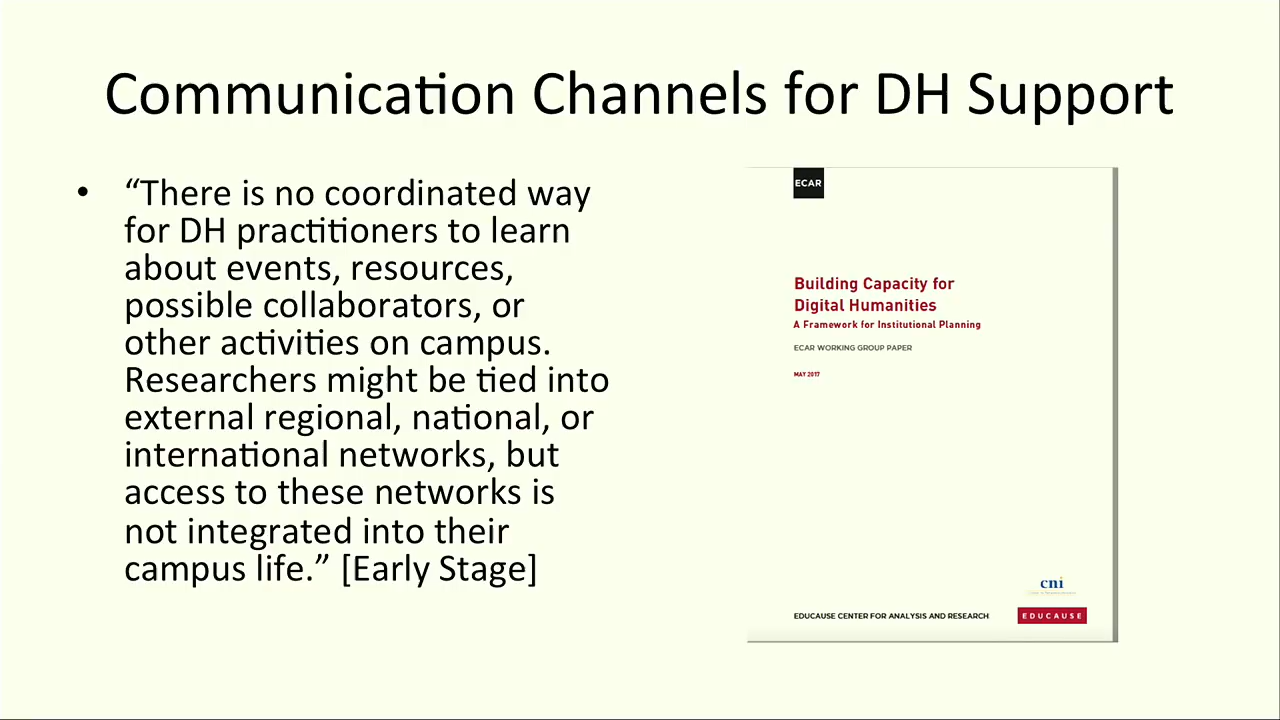 Communication Channels for DH Support
• “There is no coordinated way
for DH practitioners to learn
about events, resources,
possible collaborators, or
other activities on campus.
Researchers might be tied into
external regional, national, or
international networks, but
access to these networks is
not integrated into their
campus life.” [Early Stage]
ECAR
Building Capacity for
Digital Humanities
A Framework for Institutional Planning
ECAR WORKING GROUP PAPER
MAY 2017
cni
EDUCAUSE CENTER FOR ANALYSIS AND RESEARCH
EDUCAUSE